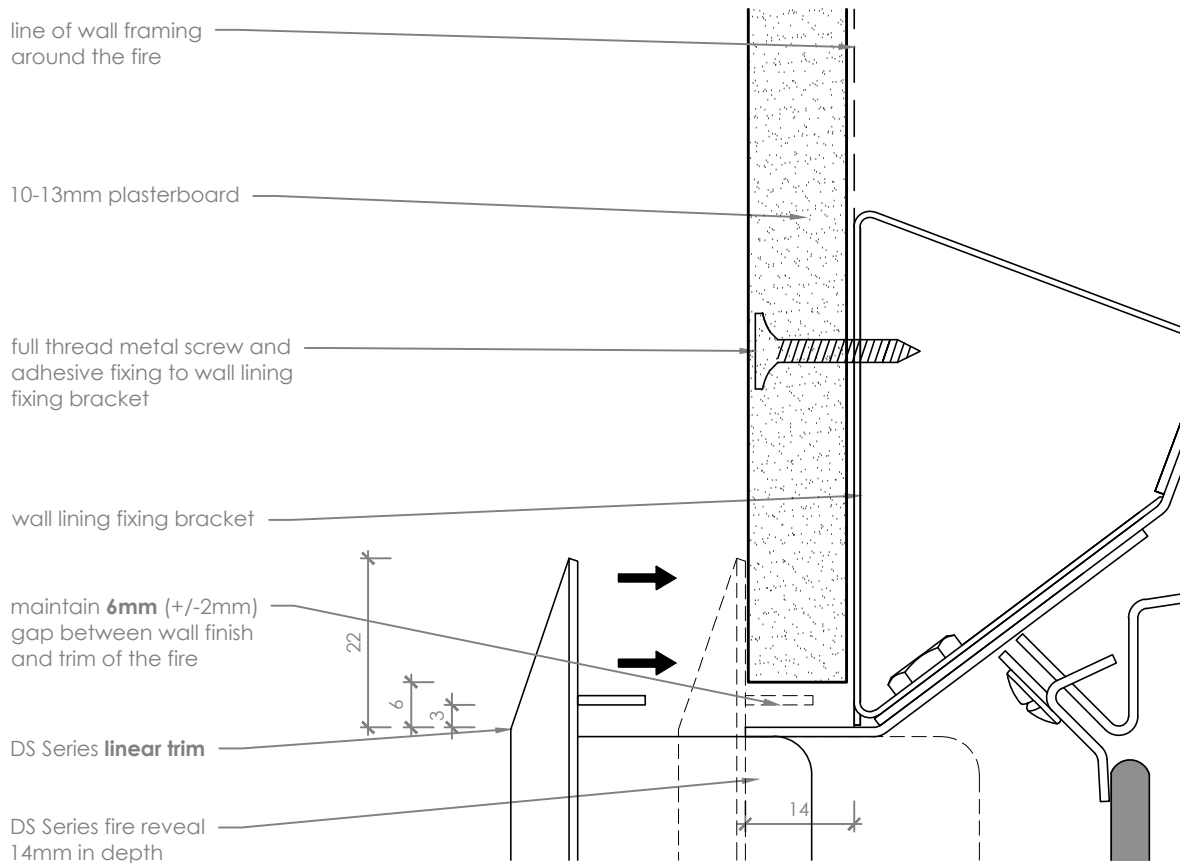 line of wall framing
around the fire
10-13mm plasterboard
full thread metal screw and
adhesive fixing to wall lining
fixing bracket
wall lining fixing bracket
maintain 6mm (+/-2mm)
gap between wall finish
and trim of the fire
22
6
3
DS Series linear trim
14
DS Series fire reveal
14mm in depth